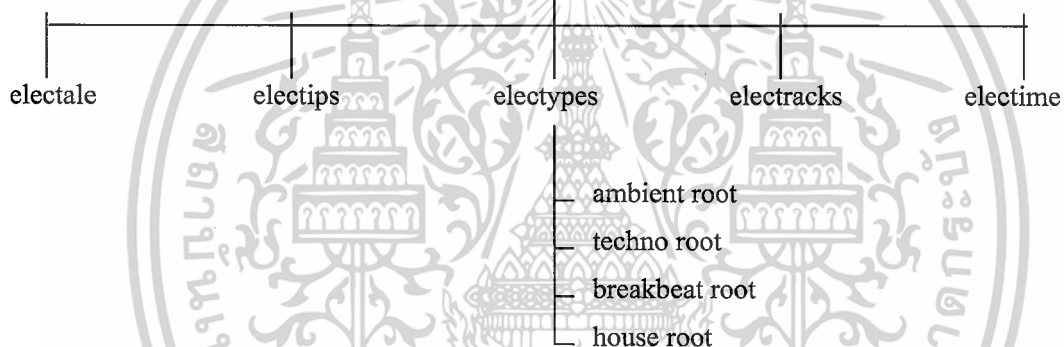 electale electips electypes electracks electime
ambient root
techno root
breakbeat root
house root